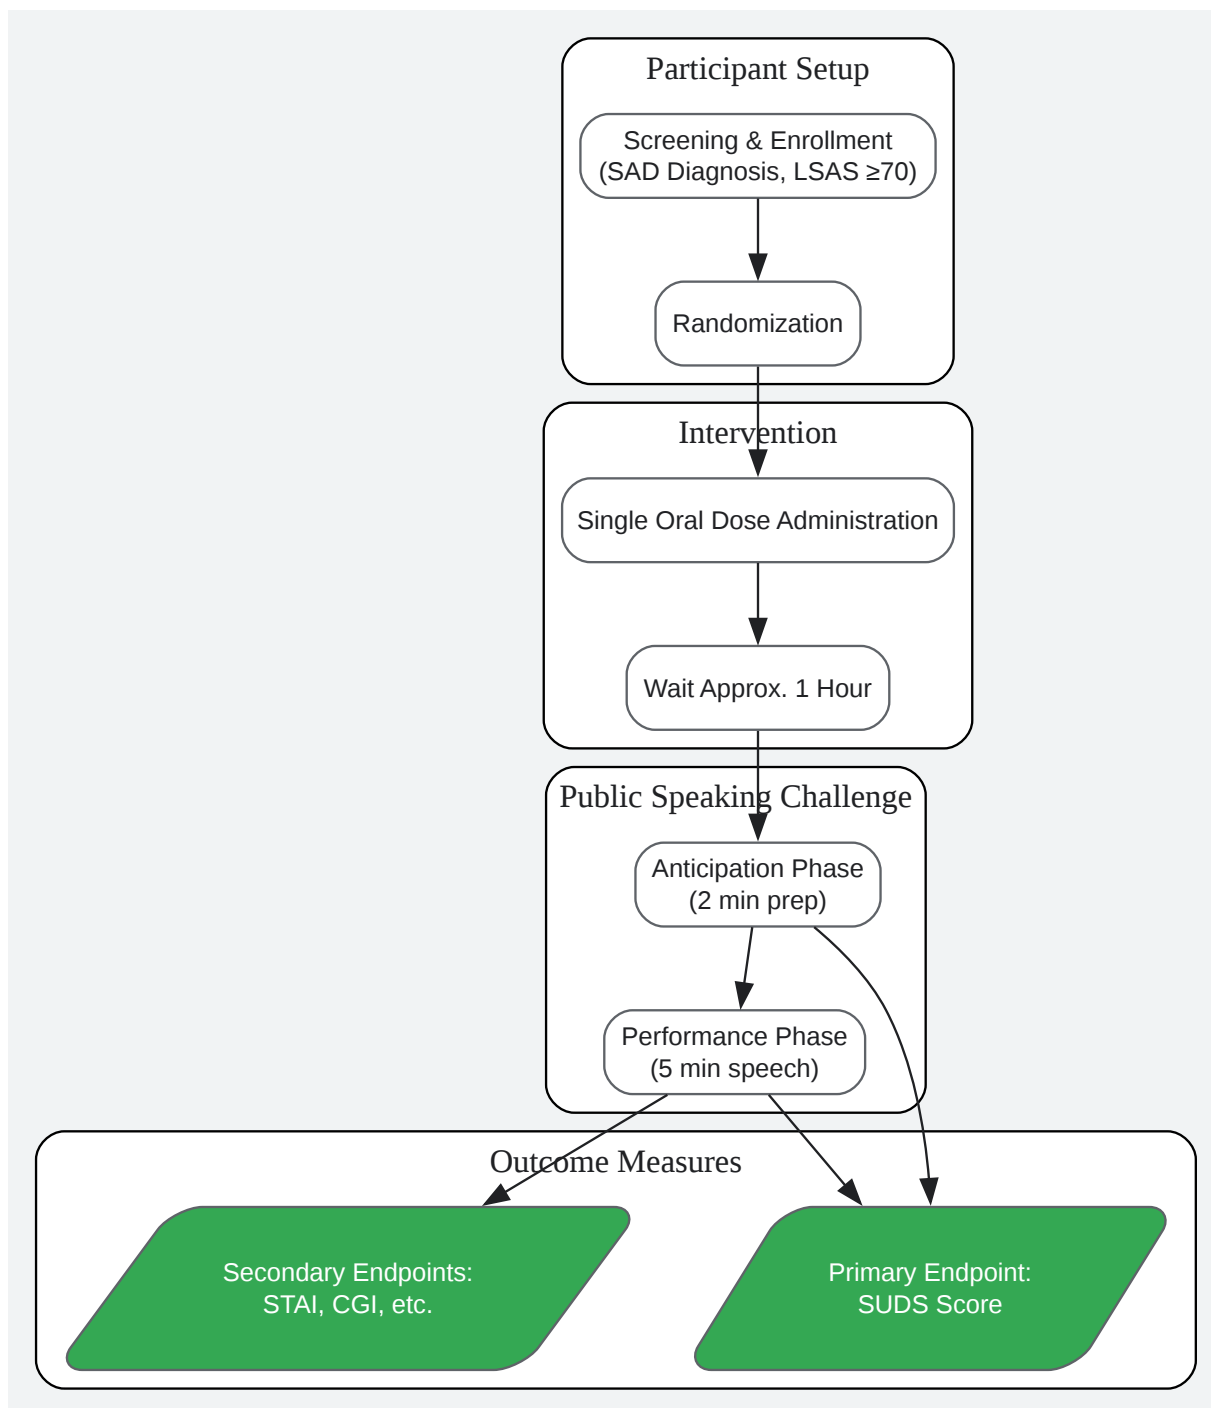 Participant Setup
Screening & Enrollment
(SAD Diagnosis, LSAS ≥70)
Randomization
Intervention
Single Oral Dose Administration
Wait Approx. 1 Hour
Public Speaking Challenge
Anticipation Phase
(2 min prep)
Performance Phase
(5 min speech)
Outcome Measures
Secondary Endpoints:
STAI, CGI, etc.
Primary Endpoint:
SUDS Score